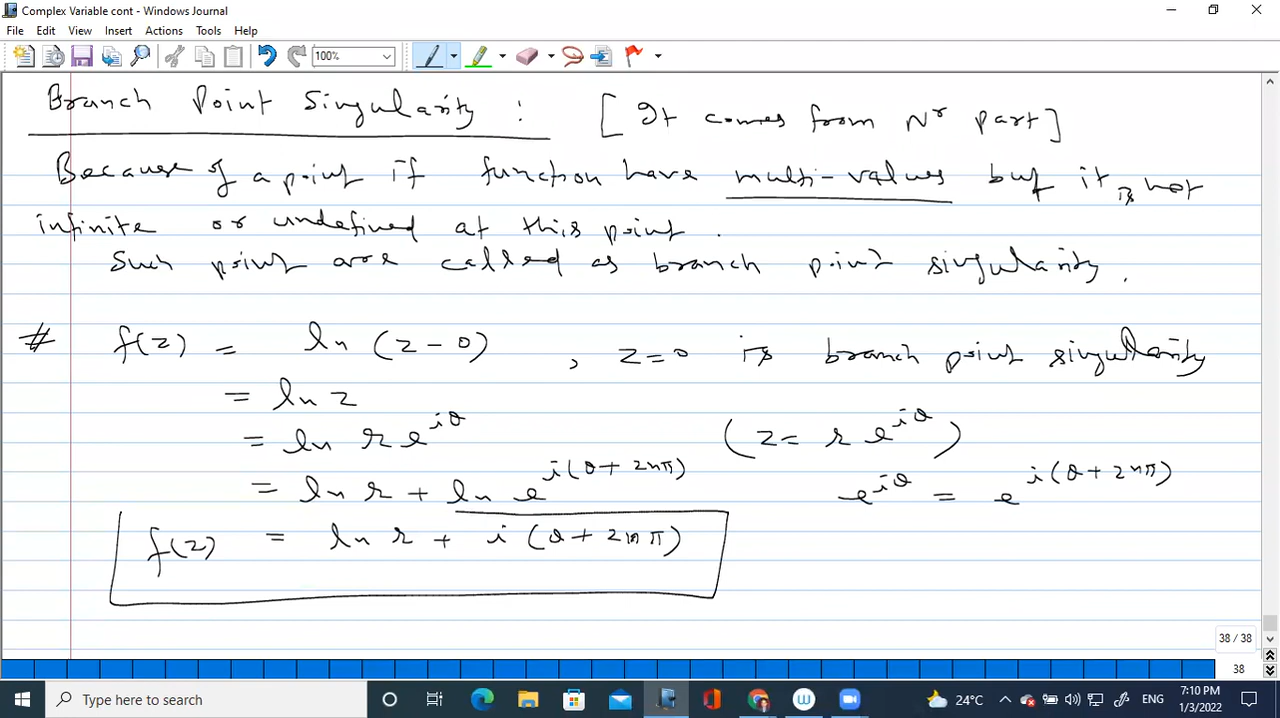 Complex Variable cont - Windows Journal
File Edit View Insert Actions Tools Help
100%
Branch Point Singularity : [ It comes from Nʳ part ]
Because of a point if function have multi-values but it is not
infinite or undefined at this point .
Such point are called as branch point singularity .
# f(z) = ln (z - 0) , z=0 is branch point singularity
= ln z
= ln r e^{iθ} (z = r e^{iθ})
= ln r + ln e^{i(θ + 2nπ)} e^{iθ} = e^{i(θ + 2nπ)}
f(z) = ln r + i (θ + 2nπ)
38 / 38
38
Type here to search
24°C ENG 7:10 PM
1/3/2022